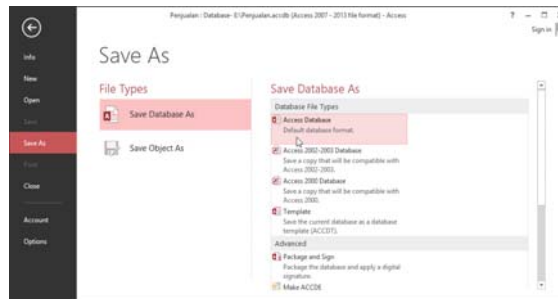 Penjualan : Database- E:\Penjualan.accdb (Access 2007 - 2013 file format) - Access
Sign in
Info
New
Open
Save
Save As
Print
Close
Account
Options
Save As
File Types
Save Database As
Save Object As
Save Database As
Database File Types
Access Database
Default database format.
Access 2002-2003 Database
Save a copy that will be compatible with
Access 2002-2003.
Access 2000 Database
Save a copy that will be compatible with
Access 2000.
Template
Save the current database as a database
template (ACCDT).
Advanced
Package and Sign
Package the database and apply a digital
signature.
Make ACCDE